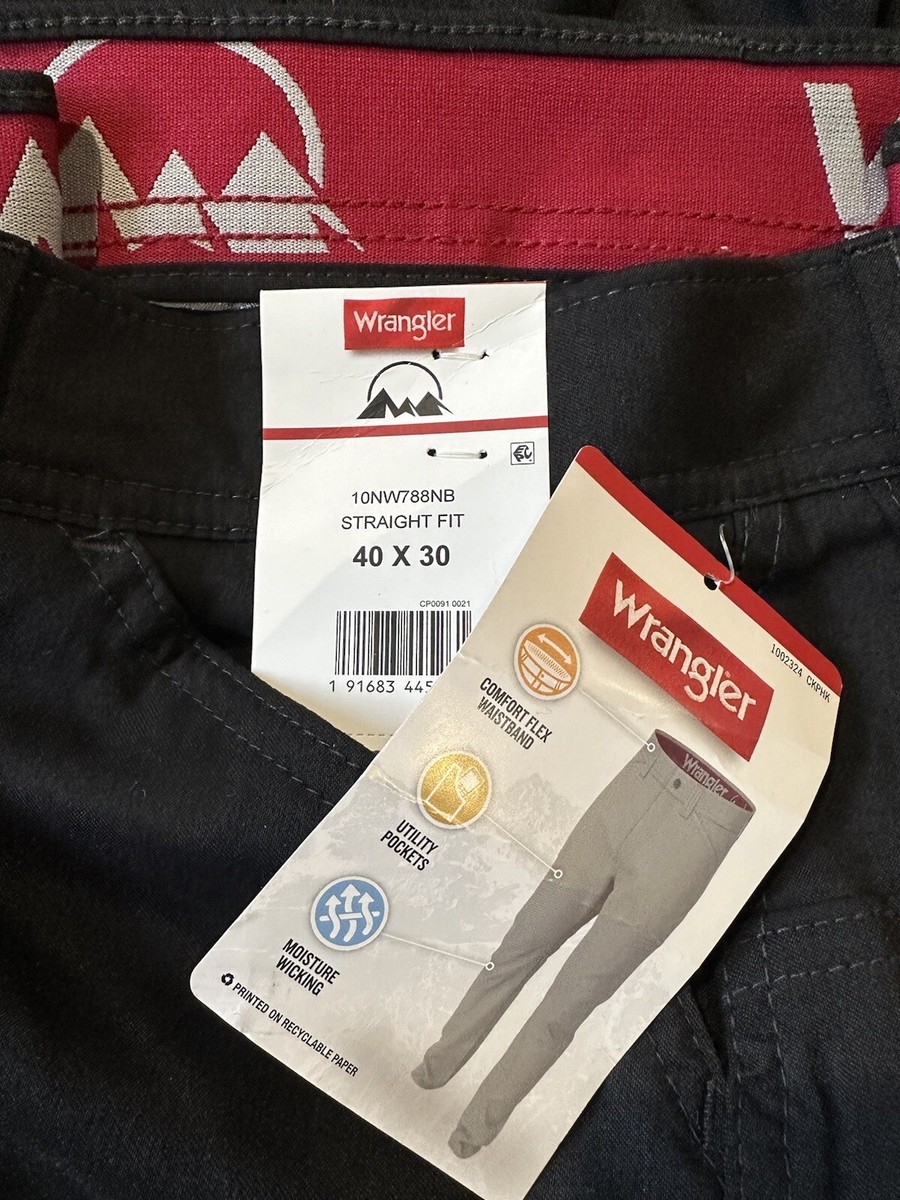 Wrangler
10NW788NB
STRAIGHT FIT
40 X 30
CP0091 0021
1 91683 445
Wrangler
1002324 CKPHK
COMFORT FLEX
WAISTBAND
Wrangler
UTILITY
POCKETS
MOISTURE
WICKING
PRINTED ON RECYCLABLE PAPER